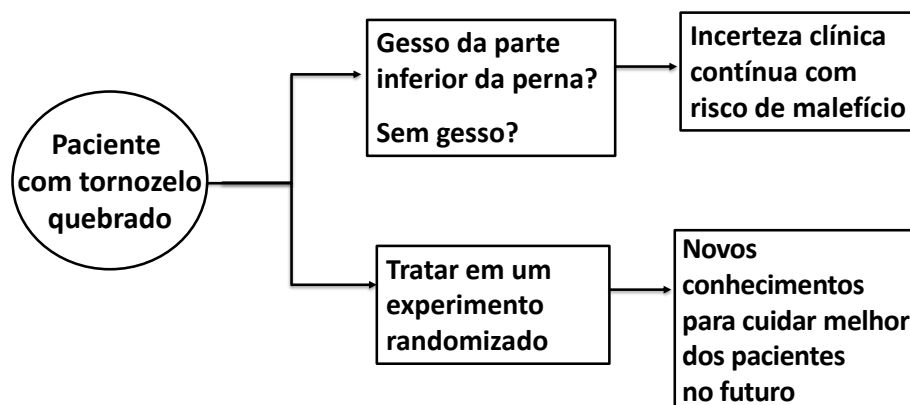 Paciente
com tornozelo
quebrado
Gesso da parte
inferior da perna?
Sem gesso?
Incerteza clínica
contínua com
risco de malefício
Tratar em um
experimento
randomizado
Novos
conhecimentos
para cuidar melhor
dos pacientes
no futuro